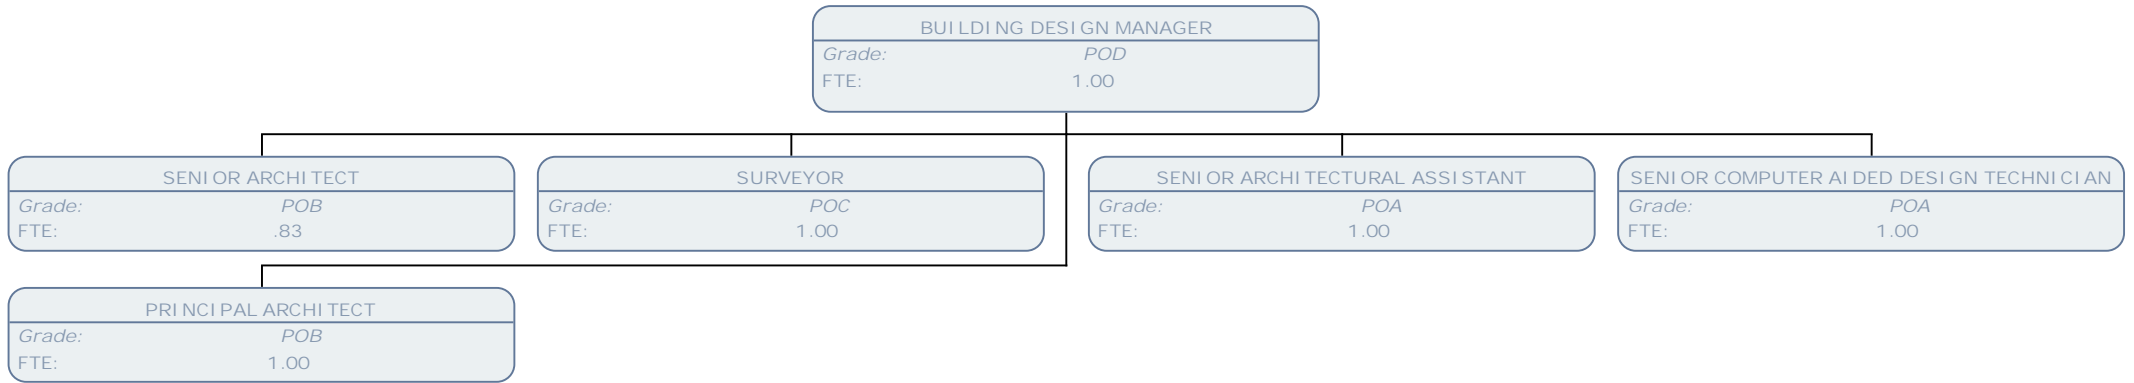 BUILDING DESIGN MANAGER
Grade: POD
FTE: 1.00
SENIOR ARCHITECT
Grade: POB
FTE: .83
SURVEYOR
Grade: POC
FTE: 1.00
SENIOR ARCHITECTURAL ASSISTANT
Grade: POA
FTE: 1.00
SENIOR COMPUTER AIDED DESIGN TECHNICIAN
Grade: POA
FTE: 1.00
PRINCIPAL ARCHITECT
Grade: POB
FTE: 1.00